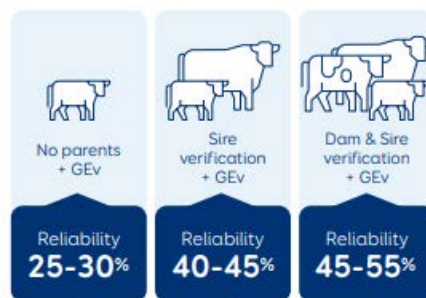 No parents
+ GEv
Reliability
25-30%
Sire
verification
+ GEv
Reliability
40-45%
Dam & Sire
verification
+ GEv
Reliability
45-55%